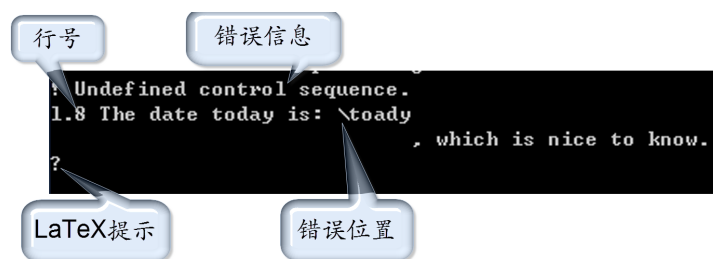 行号
错误信息
! Undefined control sequence.
l.8 The date today is: \toady
, which is nice to know.
?
LaTeX提示
错误位置